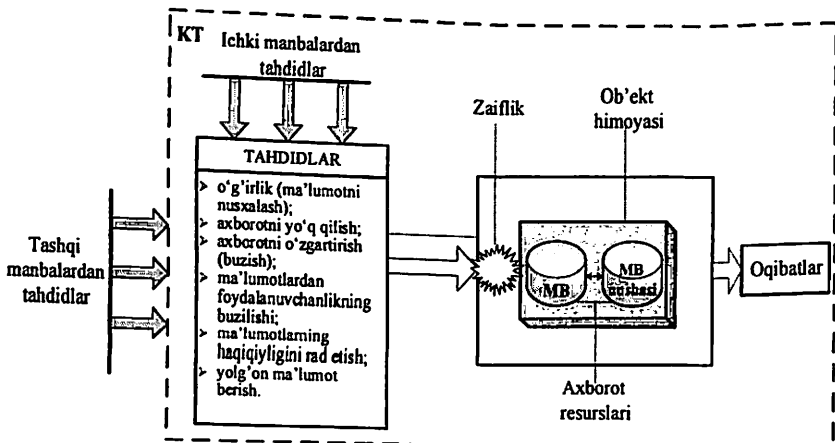 KT
Ichki manbalardan
tahdidlar
Tashqi
manbalardan
tahdidlar
TAHDIDLAR
➢ o‘g‘irlik (ma’lumotni
nusxalash);
➢ axborotni yo‘q qilish;
➢ axborotni o‘zgartirish
(buzish);
➢ ma’lumotlardan
foydalanuvchanlikning
buzilishi;
➢ ma’lumotlarning
haqiqiyligini rad etish;
➢ yolg‘on ma’lumot
berish.
Zaiflik
Ob’ekt
himoyasi
MB
MB
nushasi
Axborot
resurslari
Oqibatlar